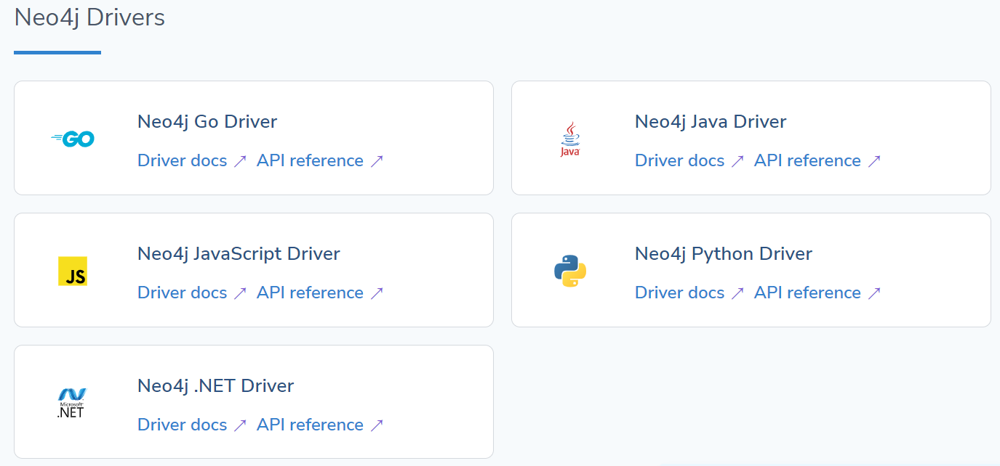 Neo4j Drivers
GO
Neo4j Go Driver
Driver docs ↗ API reference ↗
Java
Neo4j Java Driver
Driver docs ↗ API reference ↗
JS
Neo4j JavaScript Driver
Driver docs ↗ API reference ↗
Neo4j Python Driver
Driver docs ↗ API reference ↗
Microsoft
.NET
Neo4j .NET Driver
Driver docs ↗ API reference ↗